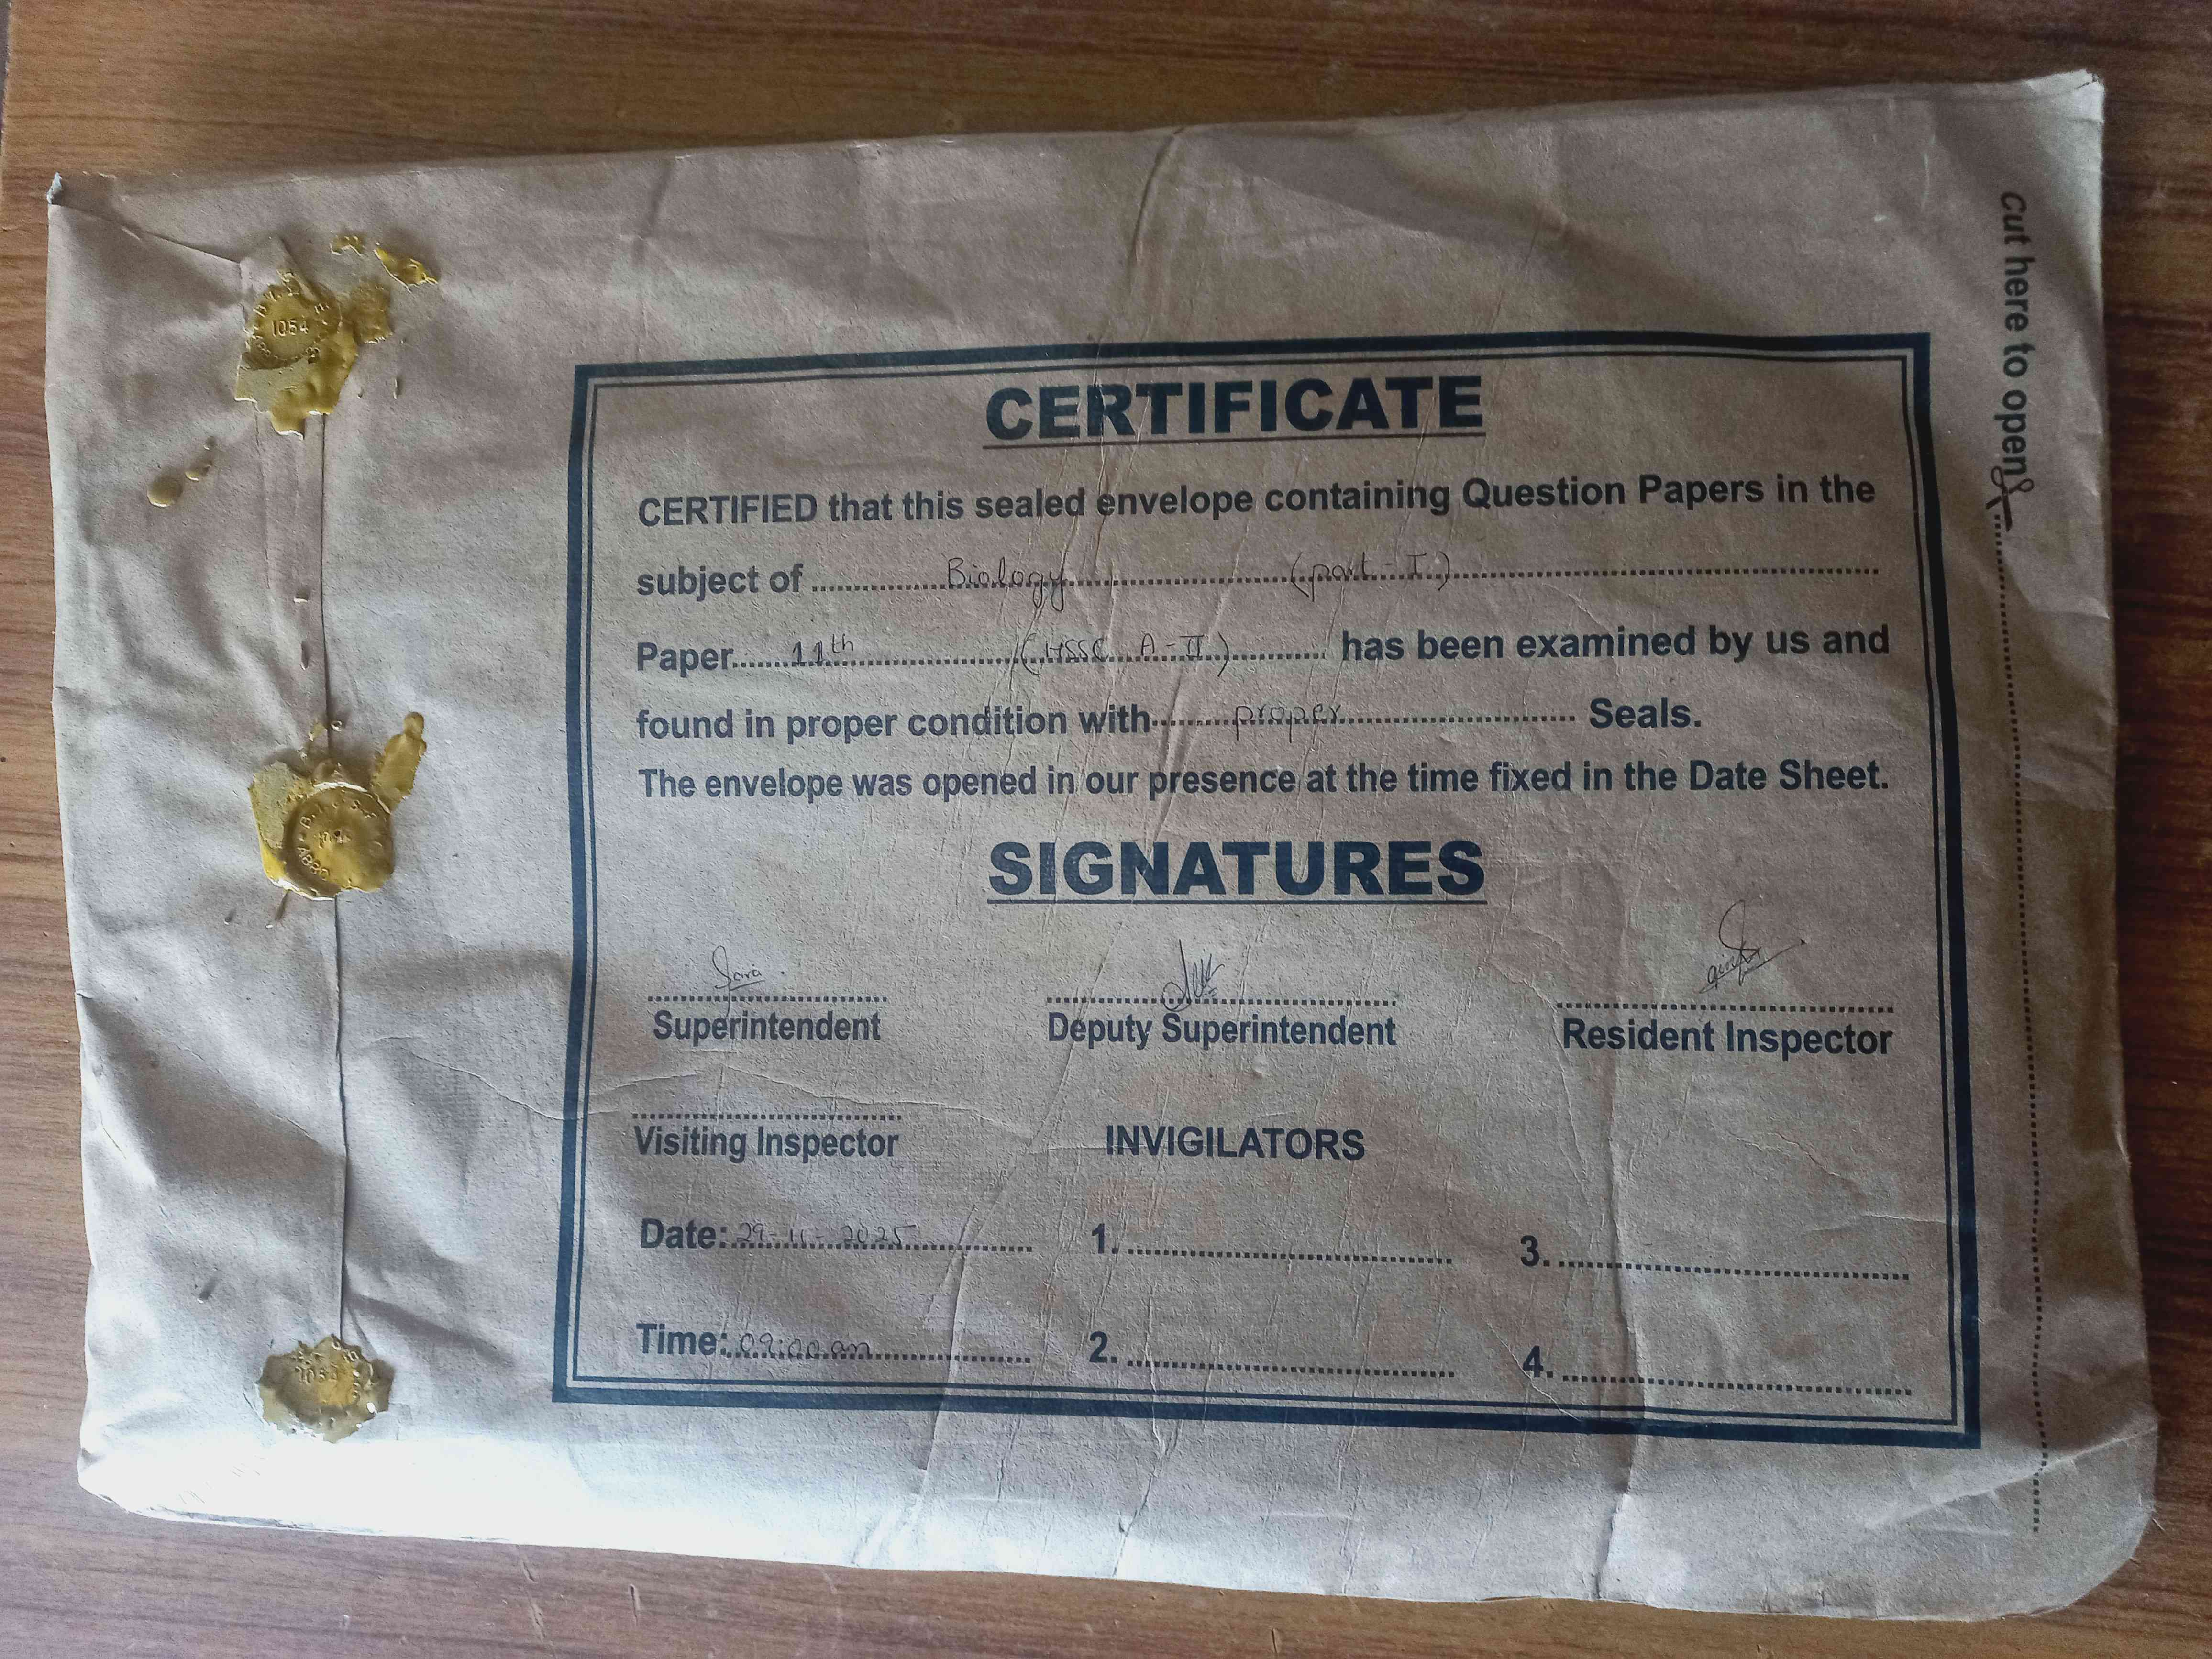 CERTIFICATE
CERTIFIED that this sealed envelope containing Question Papers in the
subject of Biology (part-I)
Paper 11th (HSSC A-II) has been examined by us and
found in proper condition with proper Seals.
The envelope was opened in our presence at the time fixed in the Date Sheet.
SIGNATURES
Superintendent Deputy Superintendent Resident Inspector
Visiting Inspector INVIGILATORS
Date: 29-11-2025 1. 3.
Time: 09:00 am 2. 4.
Cut here to open
1054
1054